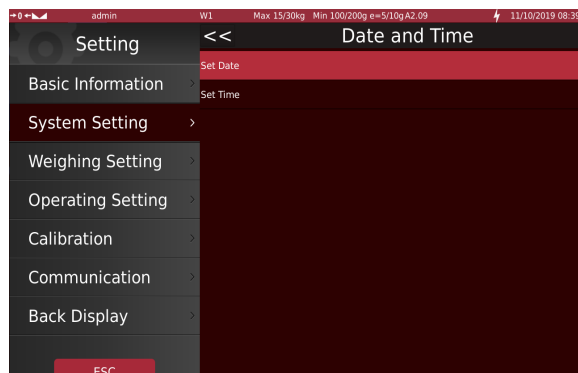 →0← admin W1 Max 15/30kg Min 100/200g e=5/10g A2.09 11/10/2019 08:39
Setting
<< Date and Time
Set Date
Set Time
Basic Information >
System Setting >
Weighing Setting >
Operating Setting >
Calibration >
Communication >
Back Display >
ESC